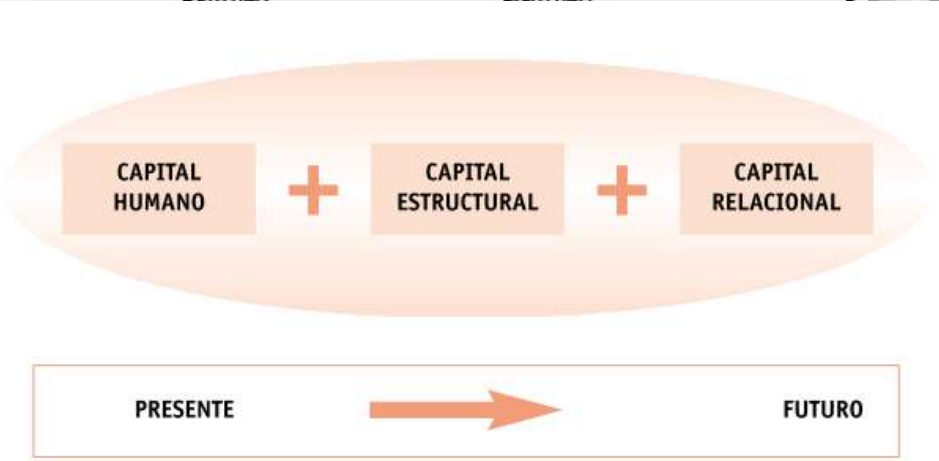 CAPITAL
HUMANO
CAPITAL
ESTRUCTURAL
CAPITAL
RELACIONAL
PRESENTE
FUTURO